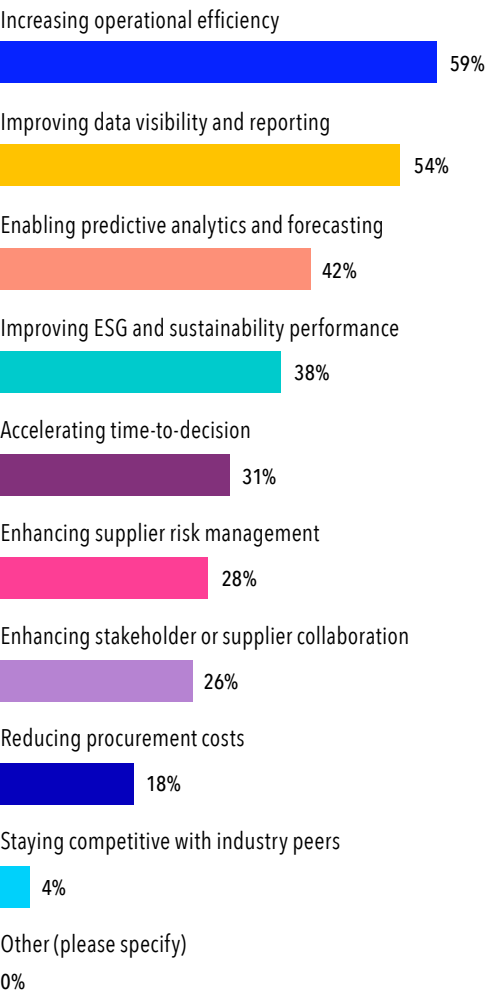 Increasing operational efficiency
59%
Improving data visibility and reporting
54%
Enabling predictive analytics and forecasting
42%
Improving ESG and sustainability performance
38%
Accelerating time-to-decision
31%
Enhancing supplier risk management
28%
Enhancing stakeholder or supplier collaboration
26%
Reducing procurement costs
18%
Staying competitive with industry peers
4%
Other (please specify)
0%